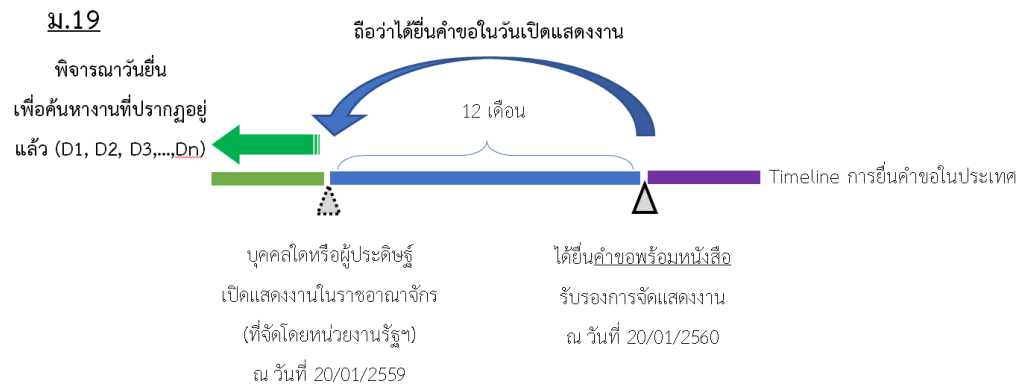 ม.19
ถือว่าได้ยื่นคำขอในวันเปิดแสดงงาน
พิจารณาวันยื่น
เพื่อค้นหางานที่ปรากฏอยู่
แล้ว (D1, D2, D3,...,Dn)
12 เดือน
Timeline การยื่นคำขอในประเทศ
บุคคลใดหรือผู้ประดิษฐ์
เปิดแสดงงานในราชอาณาจักร
(ที่จัดโดยหน่วยงานรัฐฯ)
ณ วันที่ 20/01/2559
ได้ยื่นคำขอพร้อมหนังสือ
รับรองการจัดแสดงงาน
ณ วันที่ 20/01/2560